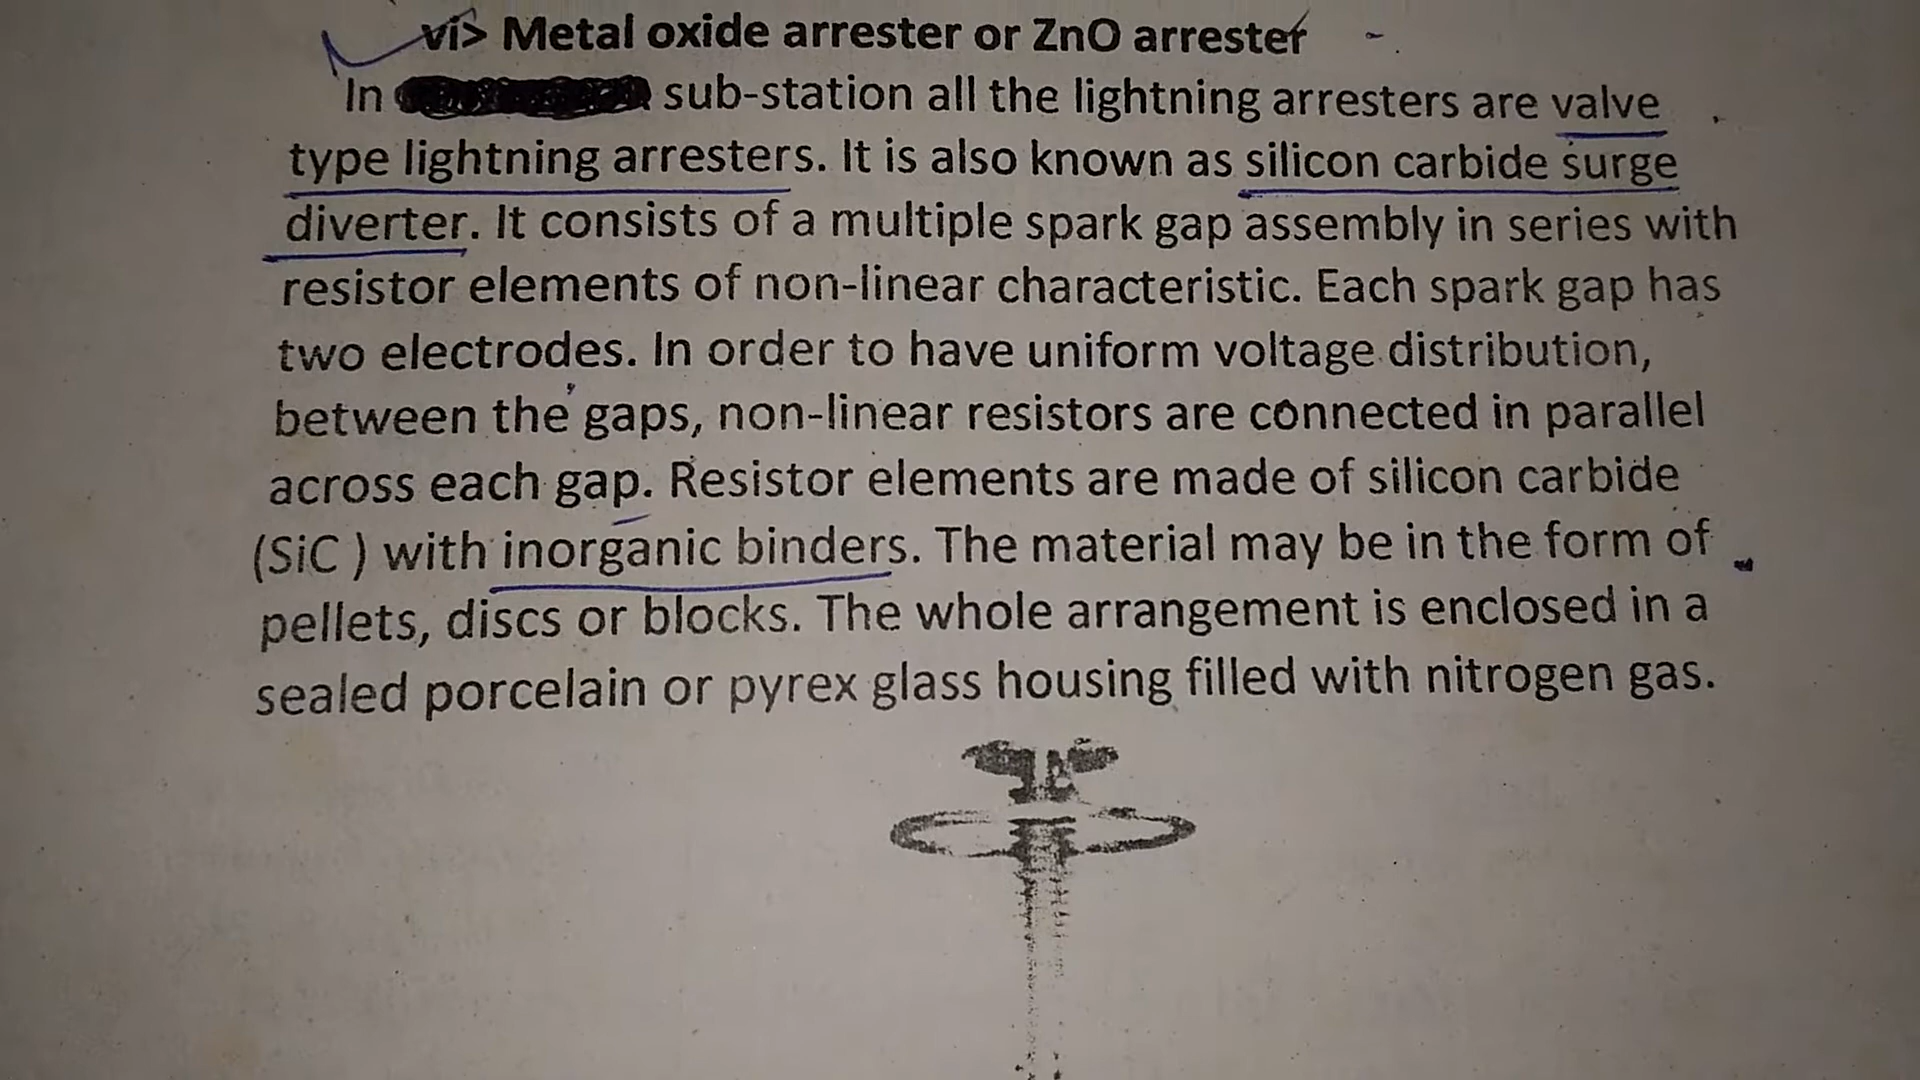 vi> Metal oxide arrester or ZnO arrester
In sub-station all the lightning arresters are valve
type lightning arresters. It is also known as silicon carbide surge
diverter. It consists of a multiple spark gap assembly in series with
resistor elements of non-linear characteristic. Each spark gap has
two electrodes. In order to have uniform voltage distribution,
between the gaps, non-linear resistors are connected in parallel
across each gap. Resistor elements are made of silicon carbide
(SiC ) with inorganic binders. The material may be in the form of
pellets, discs or blocks. The whole arrangement is enclosed in a
sealed porcelain or pyrex glass housing filled with nitrogen gas.